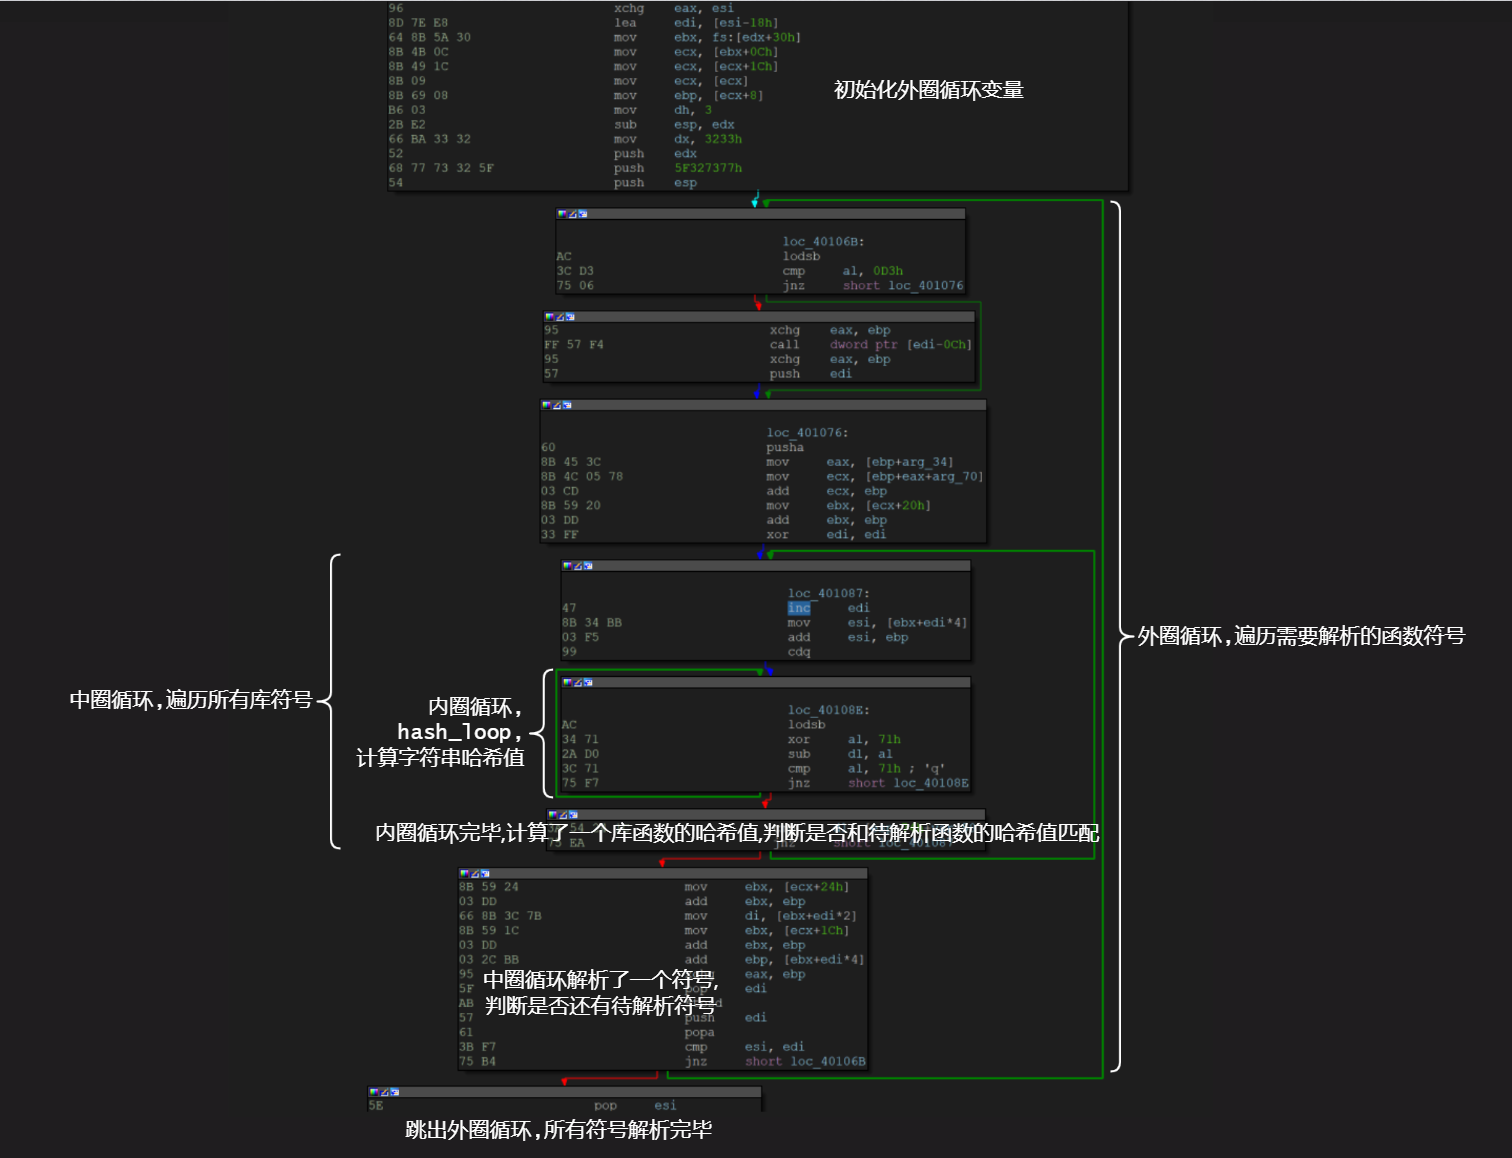 96 xchg eax, esi
8D 7E E8 lea edi, [esi-18h]
64 8B 5A 30 mov ebx, fs:[edx+30h]
8B 4B 0C mov ecx, [ebx+0Ch]
8B 49 1C mov ecx, [ecx+1Ch]
8B 09 mov ecx, [ecx]
8B 69 08 mov ebp, [ecx+8]
B6 03 mov dh, 3
2B E2 sub esp, edx
66 BA 33 32 mov dx, 3233h
52 push edx
68 77 73 32 5F push 5F327377h
54 push esp
初始化外圈循环变量
loc_40106B:
AC lodsb
3C D3 cmp al, 0D3h
75 06 jnz short loc_401076
95 xchg eax, ebp
FF 57 F4 call dword ptr [edi-0Ch]
95 xchg eax, ebp
57 push edi
loc_401076:
60 pusha
8B 45 3C mov eax, [ebp+arg_34]
8B 4C 05 78 mov ecx, [ebp+eax+arg_70]
03 CD add ecx, ebp
8B 59 20 mov ebx, [ecx+20h]
03 DD add ebx, ebp
33 FF xor edi, edi
loc_401087:
47 inc edi
8B 34 BB mov esi, [ebx+edi*4]
03 F5 add esi, ebp
99 cdq
外圈循环,遍历需要解析的函数符号
中圈循环,遍历所有库符号
内圈循环,
hash_loop,
计算字符串哈希值
loc_40108E:
AC lodsb
34 71 xor al, 71h
2A D0 sub dl, al
3C 71 cmp al, 71h ; 'q'
75 F7 jnz short loc_40108E
内圈循环完毕,计算了一个库函数的哈希值,判断是否和待解析函数的哈希值匹配
75 EA jnz short loc_401087
8B 59 24 mov ebx, [ecx+24h]
03 DD add ebx, ebp
66 8B 3C 7B mov di, [ebx+edi*2]
8B 59 1C mov ebx, [ecx+1Ch]
03 DD add ebx, ebp
03 2C BB add ebp, [ebx+edi*4]
95 eax, ebp
5F pop edi
AB
57 push edi
61 popa
3B F7 cmp esi, edi
75 B4 jnz short loc_40106B
中圈循环解析了一个符号,
判断是否还有待解析符号
5E pop esi
跳出外圈循环,所有符号解析完毕